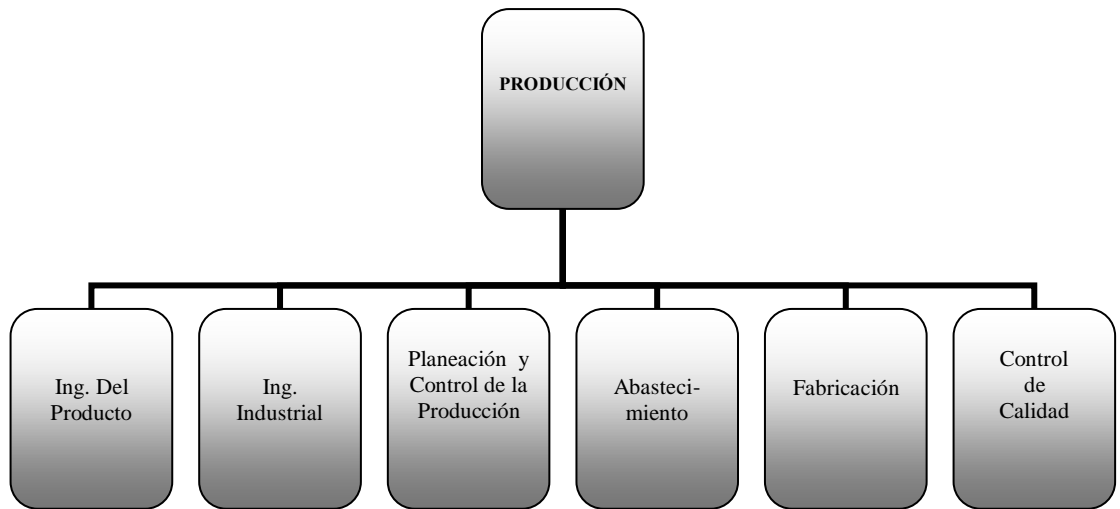 PRODUCCIÓN
Ing. Del
Producto
Ing.
Industrial
Planeación y
Control de la
Producción
Abasteci-
miento
Fabricación
Control
de
Calidad